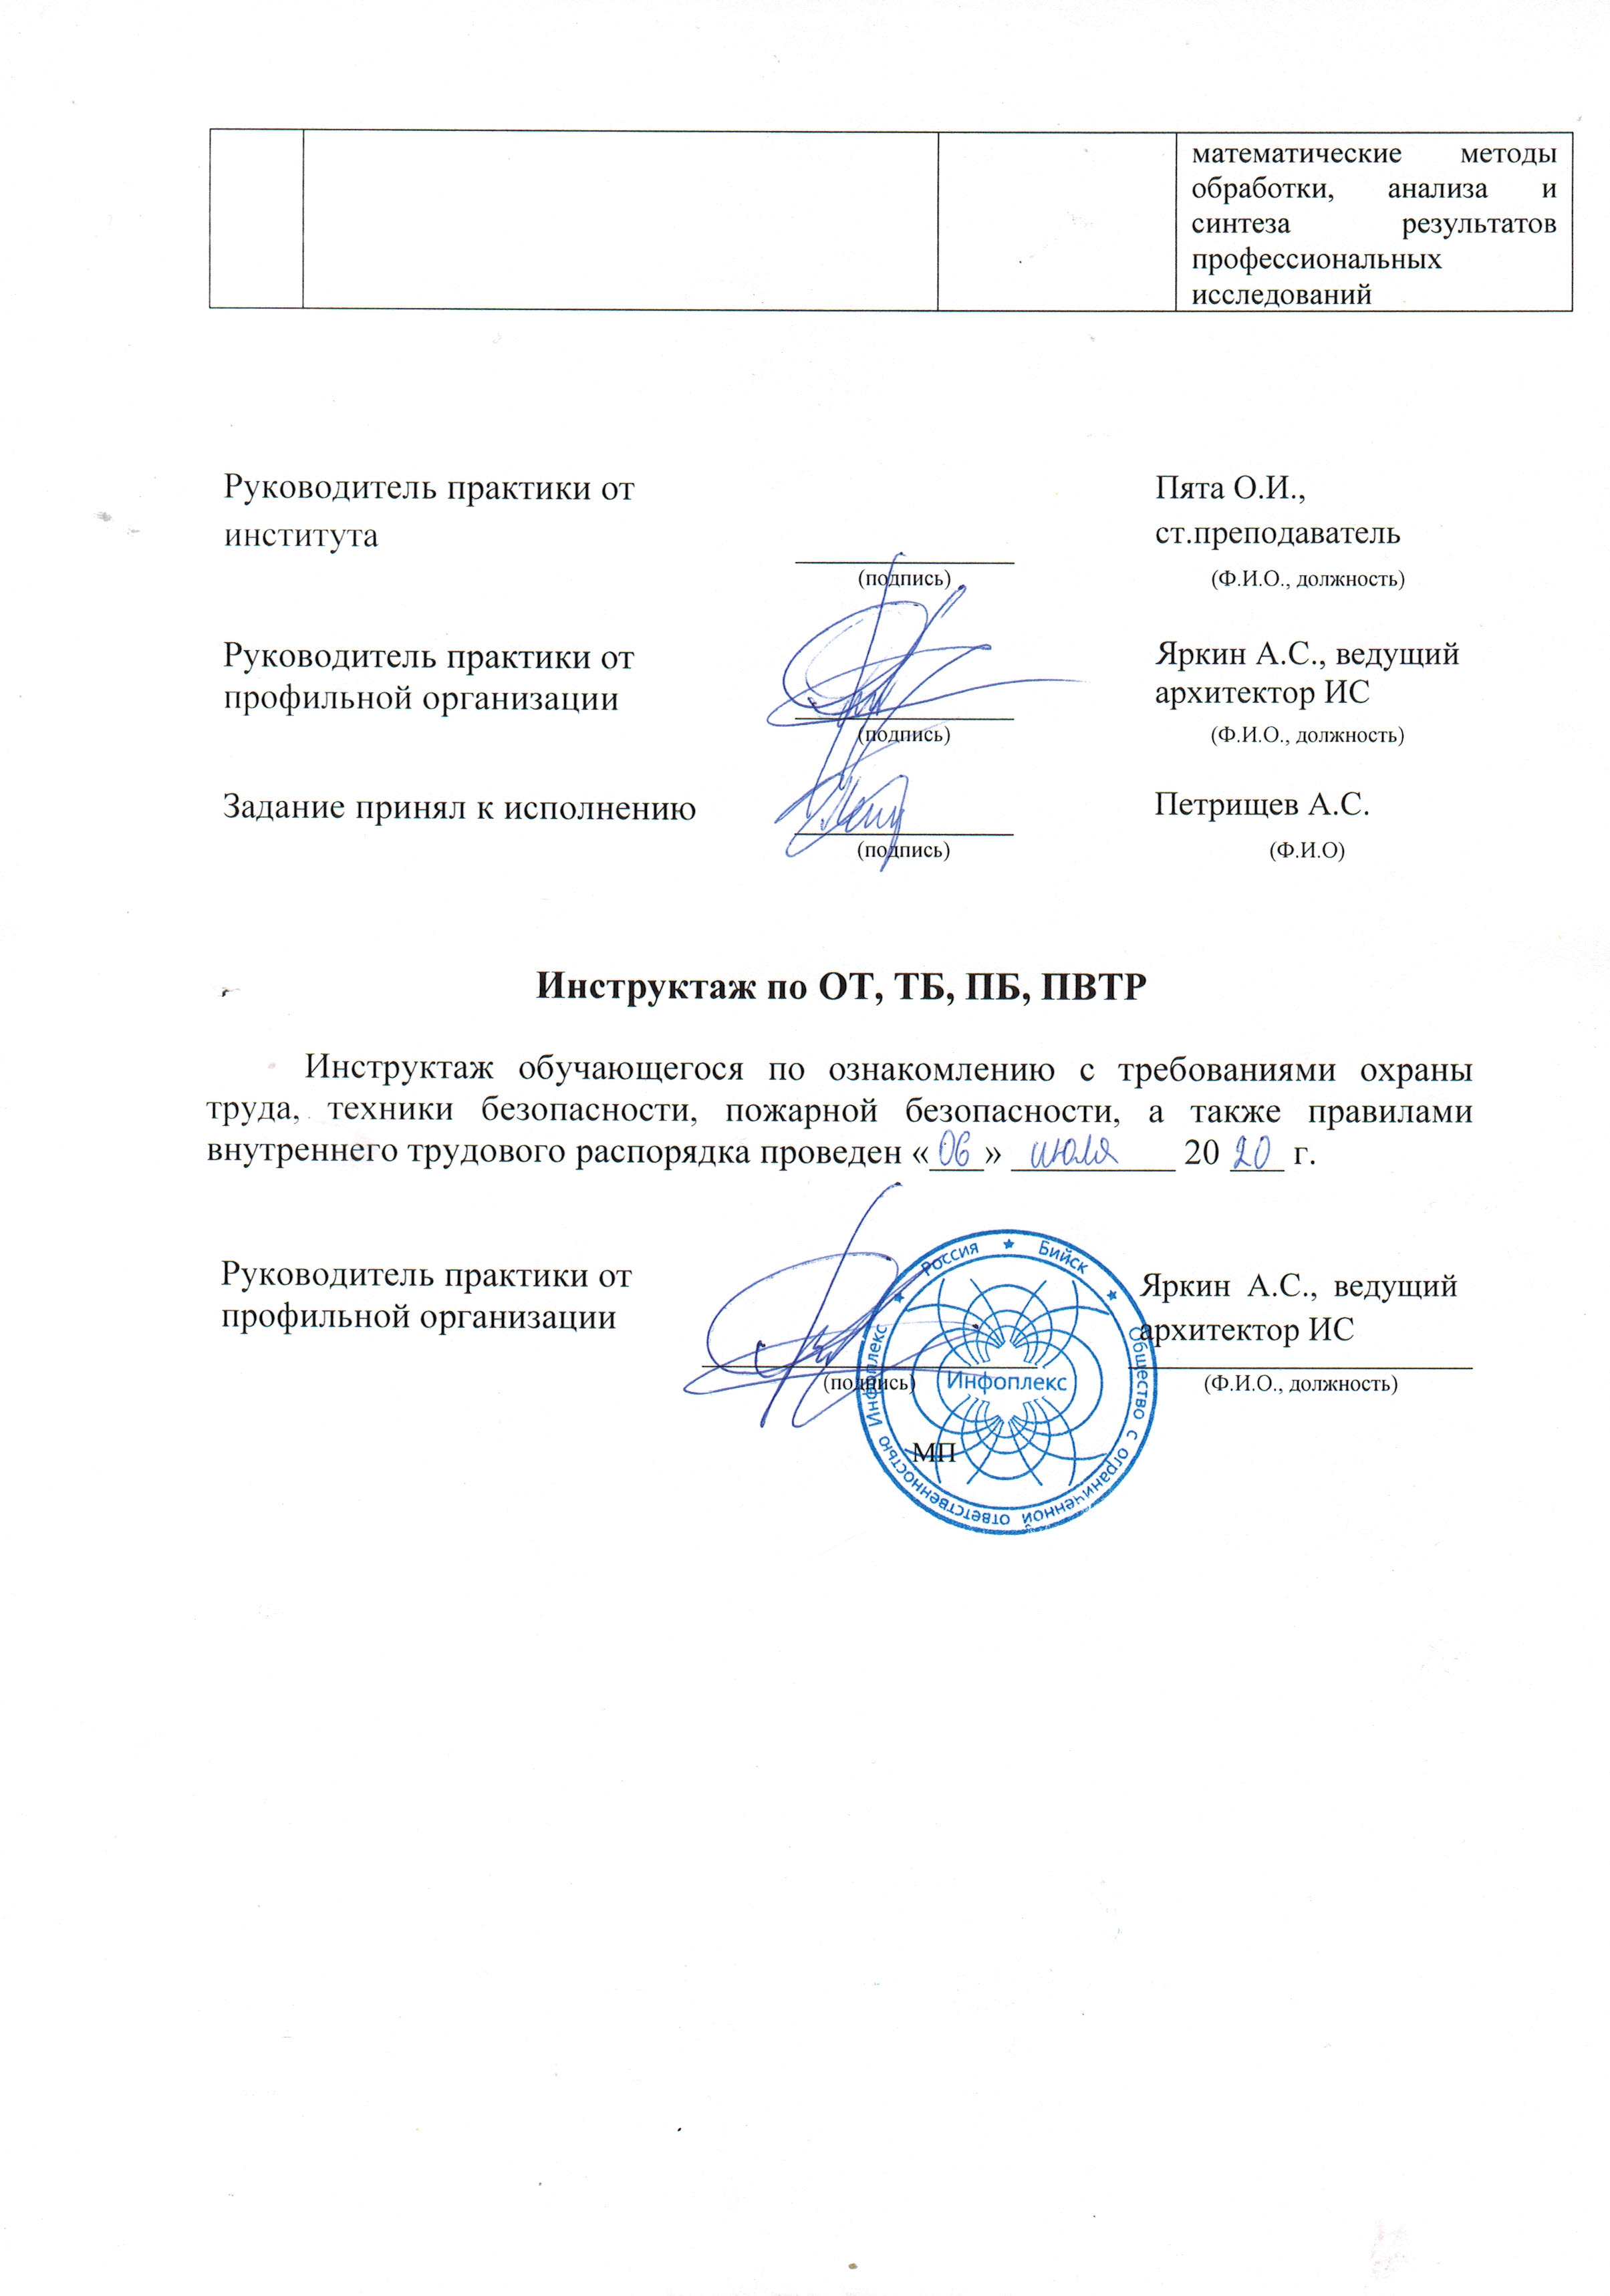 математические методы
обработки, анализа и
синтеза результатов
профессиональных
исследований
Руководитель практики от
института
Пята О.И.,
ст.преподаватель
(подпись)
(Ф.И.О., должность)
Руководитель практики от
профильной организации
Яркин А.С., ведущий
архитектор ИС
(подпись)
(Ф.И.О., должность)
Задание принял к исполнению
Петрищев А.С.
(подпись)
(Ф.И.О)
Инструктаж по ОТ, ТБ, ПБ, ПВТР
Инструктаж обучающегося по ознакомлению с требованиями охраны
труда, техники безопасности, пожарной безопасности, а также правилами
внутреннего трудового распорядка проведен «06» июля 20 20 г.
Руководитель практики от
профильной организации
Яркин А.С., ведущий
архитектор ИС
(подпись)
(Ф.И.О., должность)
МП
Россия ★ Бийск ★ Общество с ограниченной ответственностью Инфоплекс ★
Инфоплекс